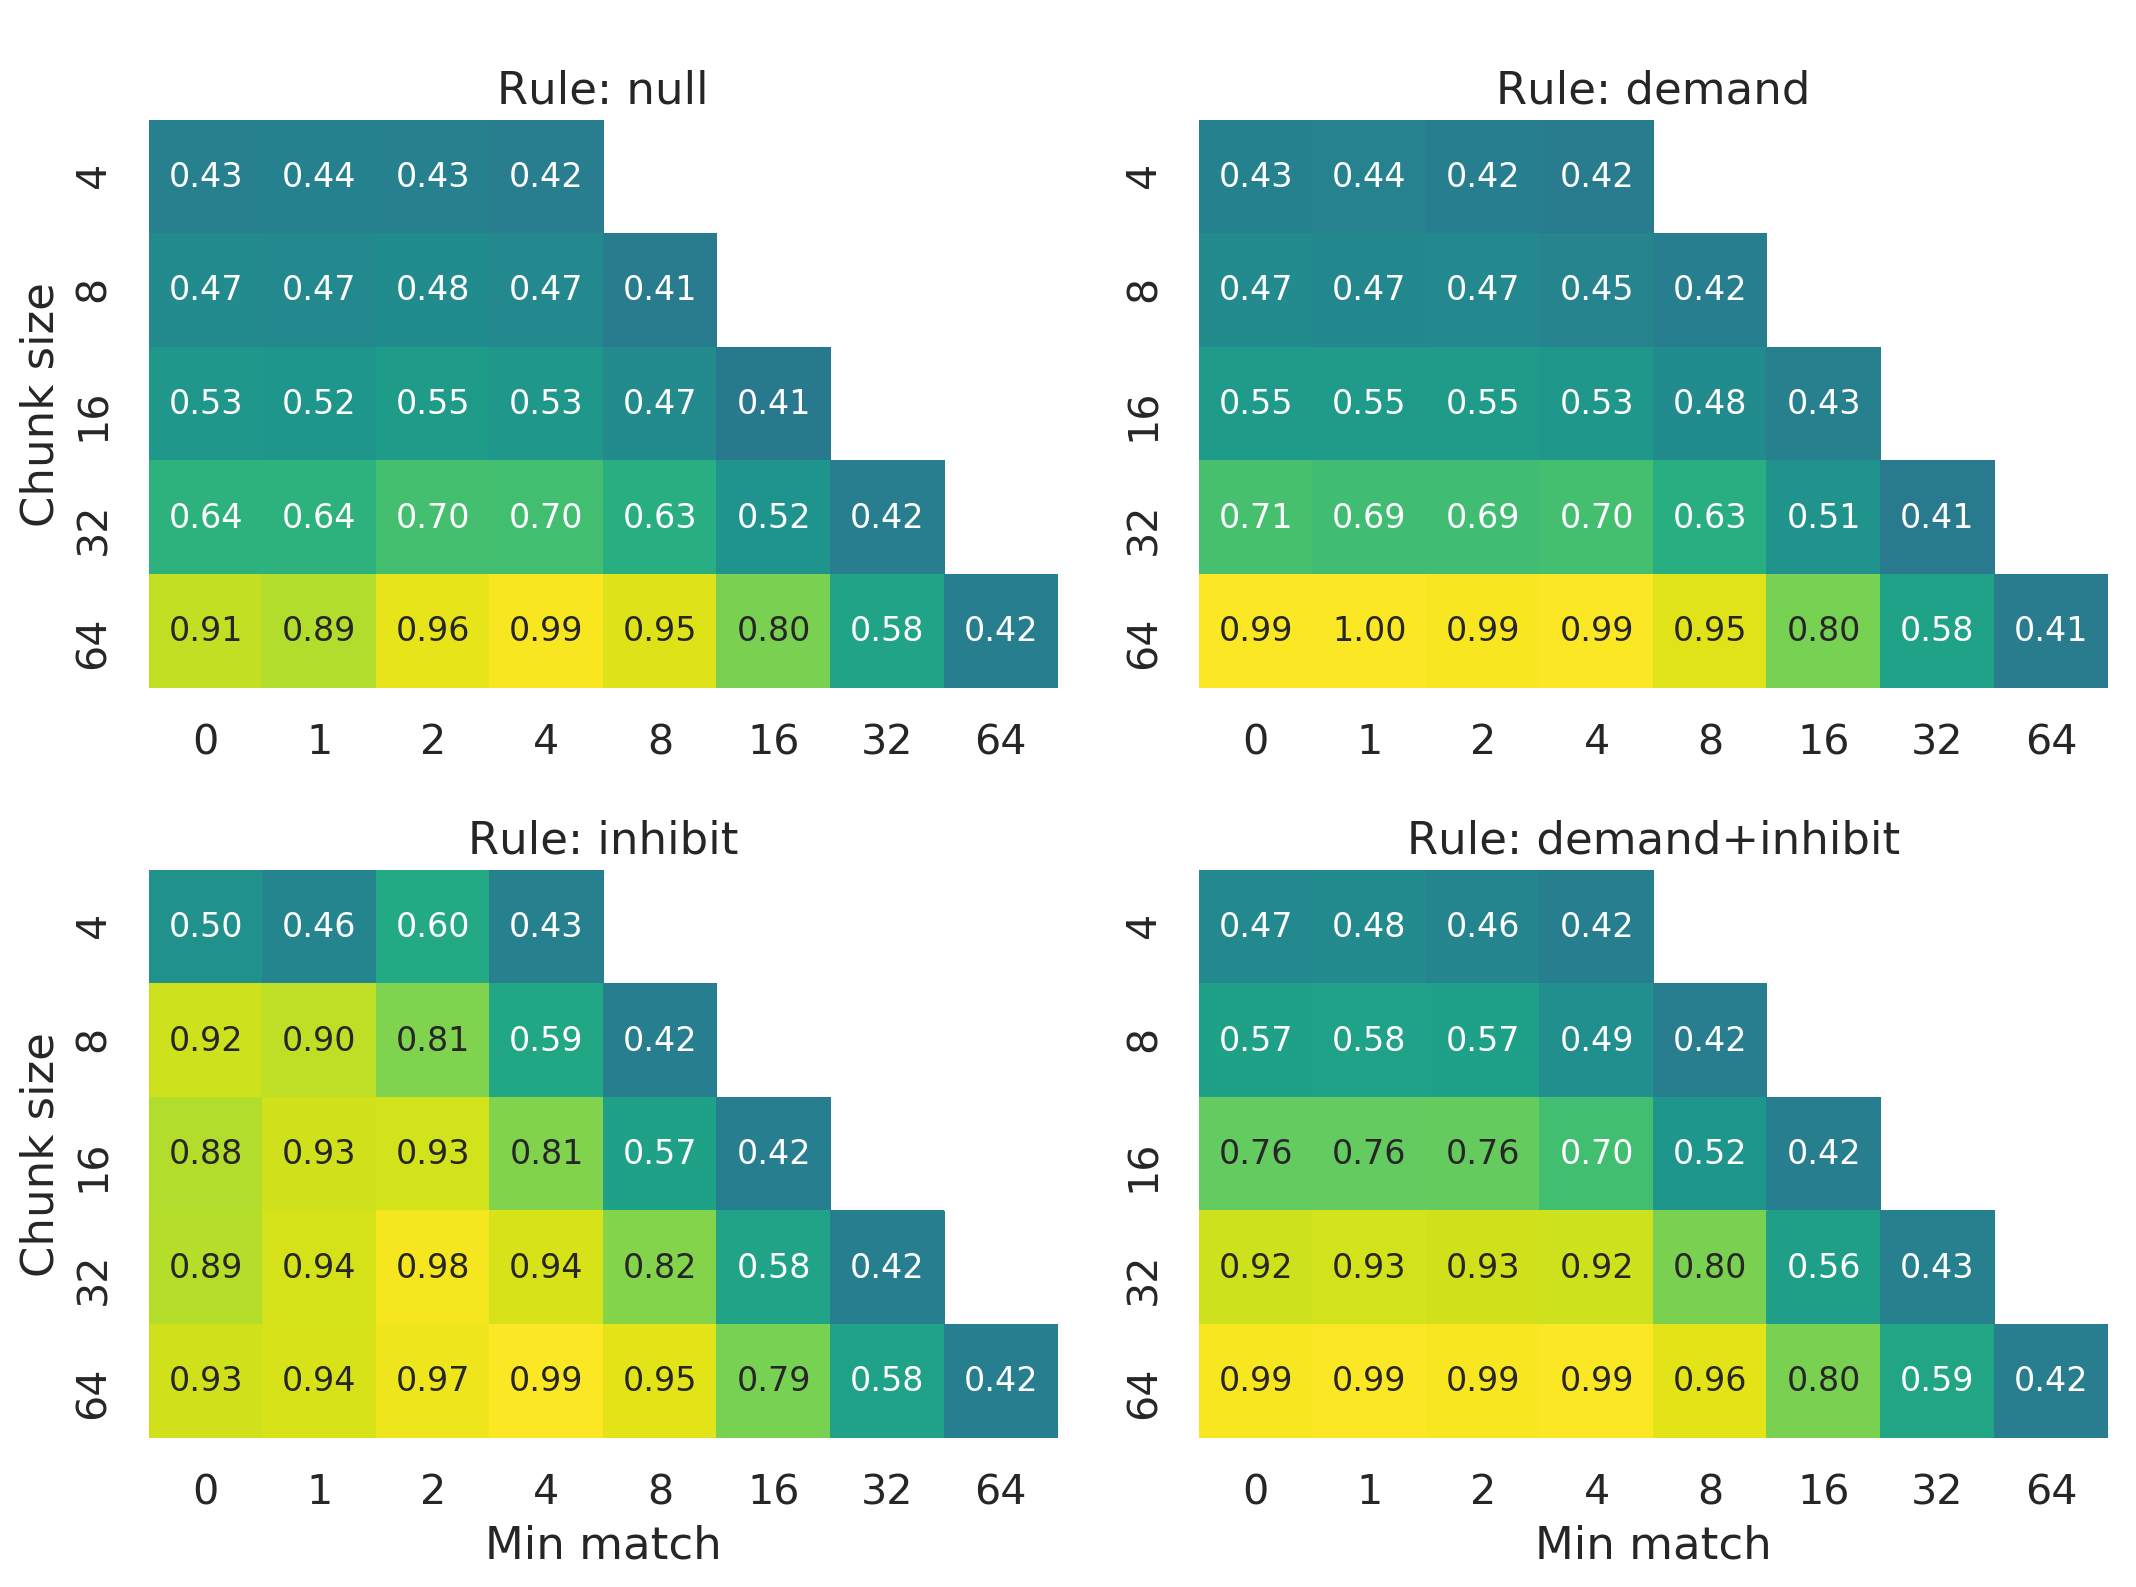 Rule: null
Chunk size
4 0.43 0.44 0.43 0.42
8 0.47 0.47 0.48 0.47 0.41
16 0.53 0.52 0.55 0.53 0.47 0.41
32 0.64 0.64 0.70 0.70 0.63 0.52 0.42
64 0.91 0.89 0.96 0.99 0.95 0.80 0.58 0.42
0 1 2 4 8 16 32 64
Rule: demand
4 0.43 0.44 0.42 0.42
8 0.47 0.47 0.47 0.45 0.42
16 0.55 0.55 0.55 0.53 0.48 0.43
32 0.71 0.69 0.69 0.70 0.63 0.51 0.41
64 0.99 1.00 0.99 0.99 0.95 0.80 0.58 0.41
0 1 2 4 8 16 32 64
Rule: inhibit
Chunk size
4 0.50 0.46 0.60 0.43
8 0.92 0.90 0.81 0.59 0.42
16 0.88 0.93 0.93 0.81 0.57 0.42
32 0.89 0.94 0.98 0.94 0.82 0.58 0.42
64 0.93 0.94 0.97 0.99 0.95 0.79 0.58 0.42
0 1 2 4 8 16 32 64
Min match
Rule: demand+inhibit
4 0.47 0.48 0.46 0.42
8 0.57 0.58 0.57 0.49 0.42
16 0.76 0.76 0.76 0.70 0.52 0.42
32 0.92 0.93 0.93 0.92 0.80 0.56 0.43
64 0.99 0.99 0.99 0.99 0.96 0.80 0.59 0.42
0 1 2 4 8 16 32 64
Min match